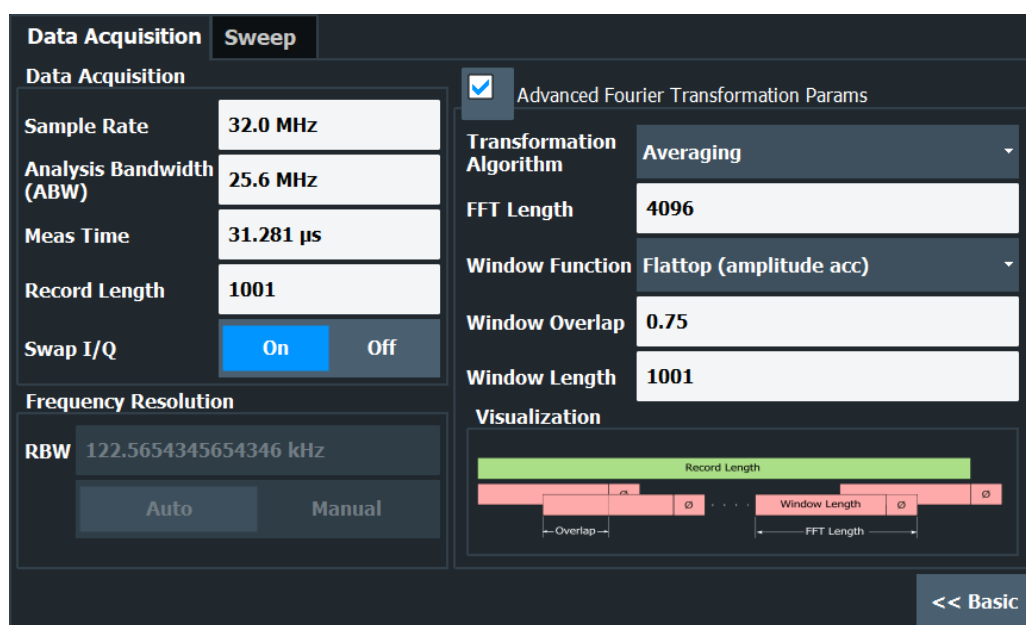 Data Acquisition Sweep
Data Acquisition
Sample Rate 32.0 MHz
Analysis Bandwidth (ABW) 25.6 MHz
Meas Time 31.281 µs
Record Length 1001
Swap I/Q On Off
Frequency Resolution
RBW 122.5654345654346 kHz
Auto Manual
Advanced Fourier Transformation Params
Transformation Algorithm Averaging
FFT Length 4096
Window Function Flattop (amplitude acc)
Window Overlap 0.75
Window Length 1001
Visualization
Record Length
Ø Ø
Ø Window Length Ø
Overlap FFT Length
<< Basic